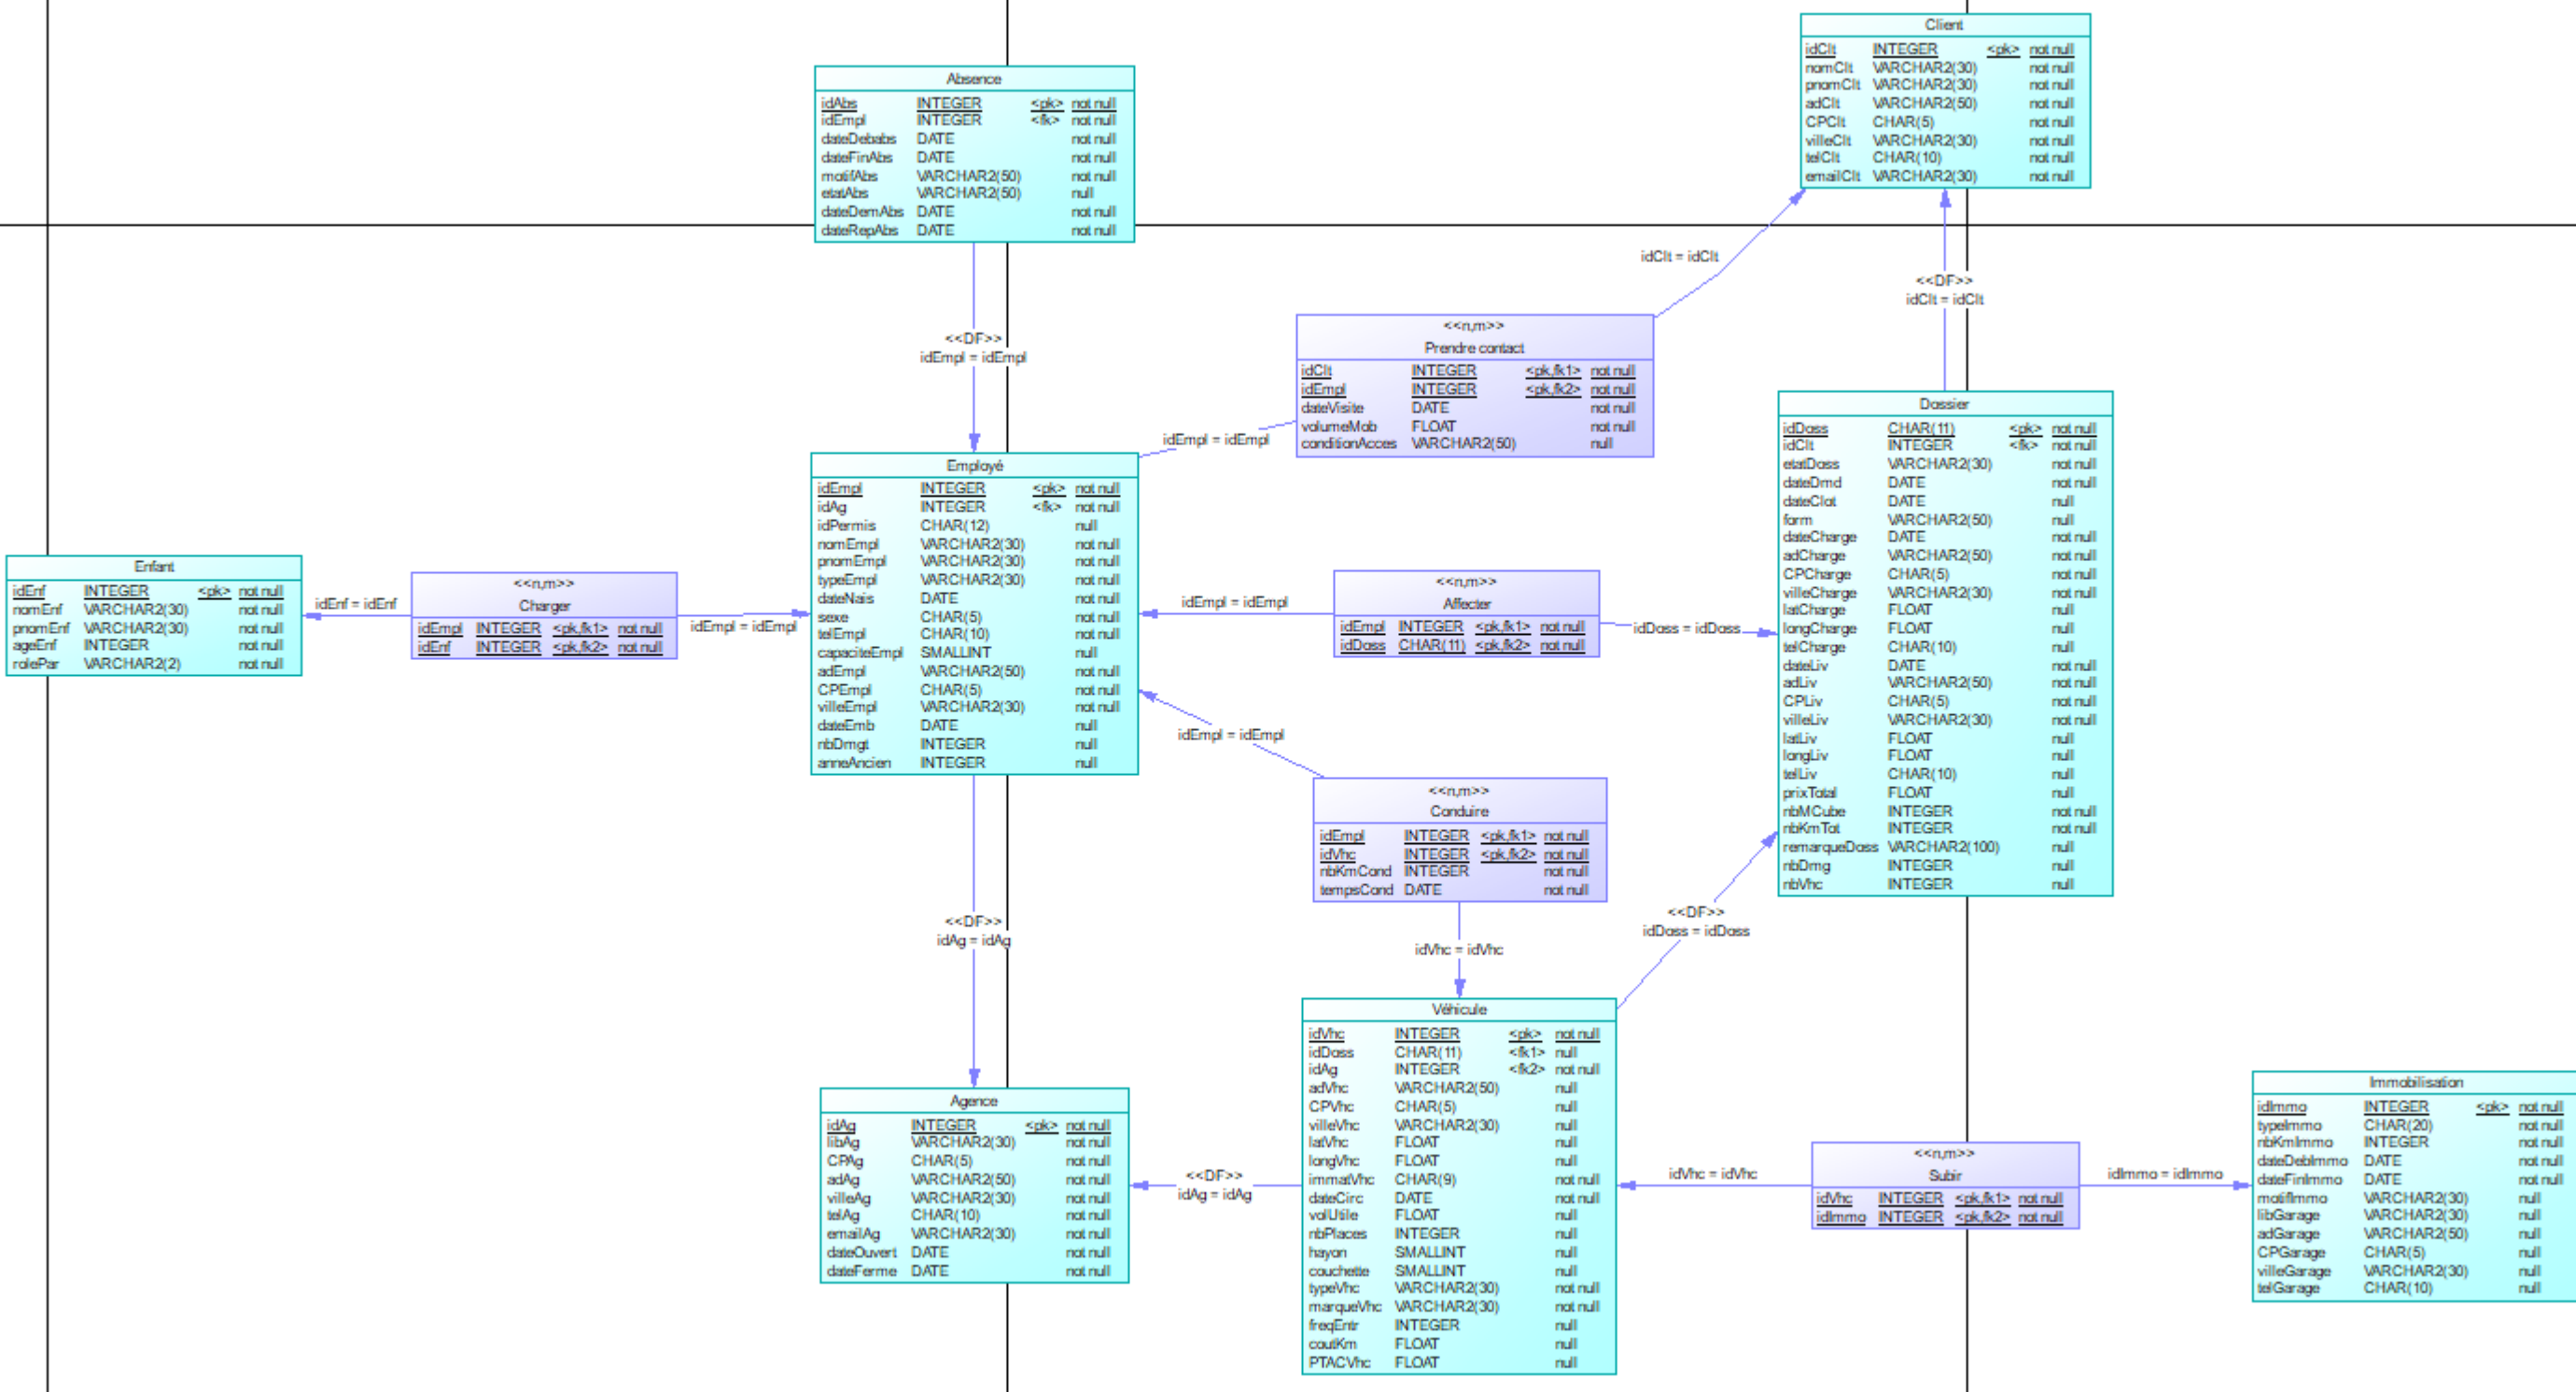 Client
idClt INTEGER <pk> not null
nomClt VARCHAR2(30) not null
pnomClt VARCHAR2(30) not null
adClt VARCHAR2(50) not null
CPClt CHAR(5) not null
villeClt VARCHAR2(30) not null
telClt CHAR(10) not null
emailClt VARCHAR2(30) not null
Absence
idAbs INTEGER <pk> not null
idEmpl INTEGER <fk> not null
dateDebabs DATE not null
dateFinAbs DATE not null
motifAbs VARCHAR2(50) not null
etatAbs VARCHAR2(50) null
dateDemAbs DATE not null
dateRepAbs DATE not null
idClt = idClt
<<DF>>
idClt = idClt
<<DF>>
idEmpl = idEmpl
<<n,m>>
Prendre contact
idClt INTEGER <pk,fk1> not null
idEmpl INTEGER <pk,fk2> not null
dateVisite DATE not null
volumeMob FLOAT not null
conditionAcces VARCHAR2(50) null
idEmpl = idEmpl
Dossier
idDoss CHAR(11) <pk> not null
idClt INTEGER <fk> not null
etatDoss VARCHAR2(30) not null
dateDmd DATE not null
dateClot DATE null
form VARCHAR2(50) null
dateCharge DATE not null
adCharge VARCHAR2(50) not null
CPCharge CHAR(5) not null
villeCharge VARCHAR2(30) not null
latCharge FLOAT null
longCharge FLOAT null
telCharge CHAR(10) null
dateLiv DATE not null
adLiv VARCHAR2(50) not null
CPLiv CHAR(5) not null
villeLiv VARCHAR2(30) not null
latLiv FLOAT null
longLiv FLOAT null
telLiv CHAR(10) null
prixTotal FLOAT null
nbMCube INTEGER not null
nbKmTot INTEGER not null
remarqueDoss VARCHAR2(100) null
nbDmg INTEGER null
nbVhc INTEGER null
Employé
idEmpl INTEGER <pk> not null
idAg INTEGER <fk> not null
idPermis CHAR(12) null
nomEmpl VARCHAR2(30) not null
pnomEmpl VARCHAR2(30) not null
typeEmpl VARCHAR2(30) not null
dateNais DATE not null
sexe CHAR(5) not null
telEmpl CHAR(10) not null
capaciteEmpl SMALLINT null
adEmpl VARCHAR2(50) not null
CPEmpl CHAR(5) not null
villeEmpl VARCHAR2(30) not null
dateEmb DATE null
nbDmgt INTEGER null
anneAncien INTEGER null
Enfant
idEnf INTEGER <pk> not null
nomEnf VARCHAR2(30) not null
pnomEnf VARCHAR2(30) not null
ageEnf INTEGER not null
rolePar VARCHAR2(2) not null
idEnf = idEnf
<<n,m>>
Charger
idEmpl INTEGER <pk,fk1> not null
idEnf INTEGER <pk,fk2> not null
idEmpl = idEmpl
idEmpl = idEmpl
<<n,m>>
Affecter
idEmpl INTEGER <pk,fk1> not null
idDoss CHAR(11) <pk,fk2> not null
idDoss = idDoss
idEmpl = idEmpl
<<n,m>>
Conduire
idEmpl INTEGER <pk,fk1> not null
idVhc INTEGER <pk,fk2> not null
nbKmCond INTEGER not null
tempsCond DATE not null
<<DF>>
idAg = idAg
idVhc = idVhc
<<DF>>
idDoss = idDoss
Véhicule
idVhc INTEGER <pk> not null
idDoss CHAR(11) <fk1> null
idAg INTEGER <fk2> not null
adVhc VARCHAR2(50) null
CPVhc CHAR(5) null
villeVhc VARCHAR2(30) null
latVhc FLOAT null
longVhc FLOAT null
immatVhc CHAR(9) not null
dateCirc DATE not null
volUtile FLOAT null
nbPlaces INTEGER null
hayon SMALLINT null
couchette SMALLINT null
typeVhc VARCHAR2(30) not null
marqueVhc VARCHAR2(30) not null
freqEntr INTEGER null
coutKm FLOAT null
PTACVhc FLOAT null
Agence
idAg INTEGER <pk> not null
libAg VARCHAR2(30) not null
CPAg CHAR(5) not null
adAg VARCHAR2(50) not null
villeAg VARCHAR2(30) not null
telAg CHAR(10) not null
emailAg VARCHAR2(30) not null
dateOuvert DATE not null
dateFerme DATE not null
<<DF>>
idAg = idAg
idVhc = idVhc
<<n,m>>
Subir
idVhc INTEGER <pk,fk1> not null
idImmo INTEGER <pk,fk2> not null
idImmo = idImmo
Immobilisation
idImmo INTEGER <pk> not null
typeImmo CHAR(20) not null
nbKmImmo INTEGER not null
dateDebImmo DATE not null
dateFinImmo DATE not null
motifImmo VARCHAR2(30) null
libGarage VARCHAR2(30) null
adGarage VARCHAR2(50) null
CPGarage CHAR(5) null
villeGarage VARCHAR2(30) null
telGarage CHAR(10) null